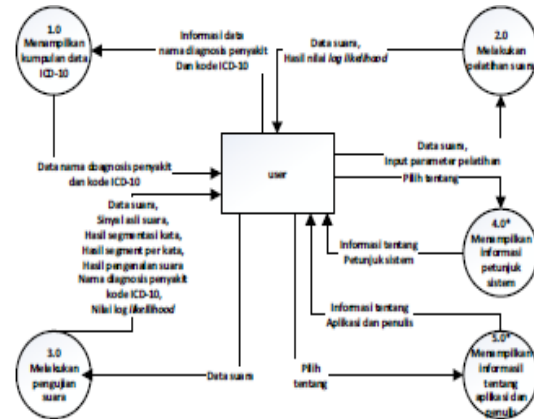 1.0
Menampilkan
kumpulan data
ICD-10
Informasi data
nama diagnosis penyakit
Dan kode ICD-10
Data suara,
Hasil nilai log likelihood
2.0
Melakukan
pelatihan suara
Data nama doagnosis penyakit
dan kode ICD-10
user
Data suara,
Input parameter pelatihan
Pilih tentang
Data suara,
Sinyal asli suara,
Hasil segmentasi kata,
Hasil segment per kata,
Hasil pengenalan suara
Nama diagnosis penyakit
kode ICD-10,
Nilai log likelihood
Informasi tentang
Petunjuk sistem
4.0*
Menampilkan
Informasi
petunjuk
sistem
Informasi tentang
Aplikasi dan penulis
3.0
Melakukan
pengujian
suara
Data suara
Pilih
tentang
5.0*
Menampilkan
informasi
tentang
aplikasi dan
penulis